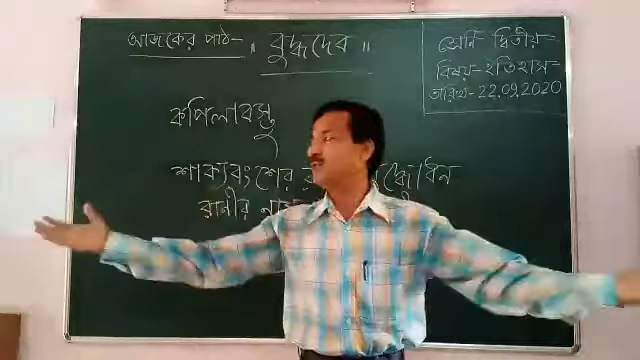 আজকের পাঠ- "বুদ্ধদেব"
শ্রেনি- দ্বিতীয়-
বিষয়- ইতিহাস-
তারিখ- 22.09.2020
কপিলাবস্তু
শাক্যবংশের
রানীর